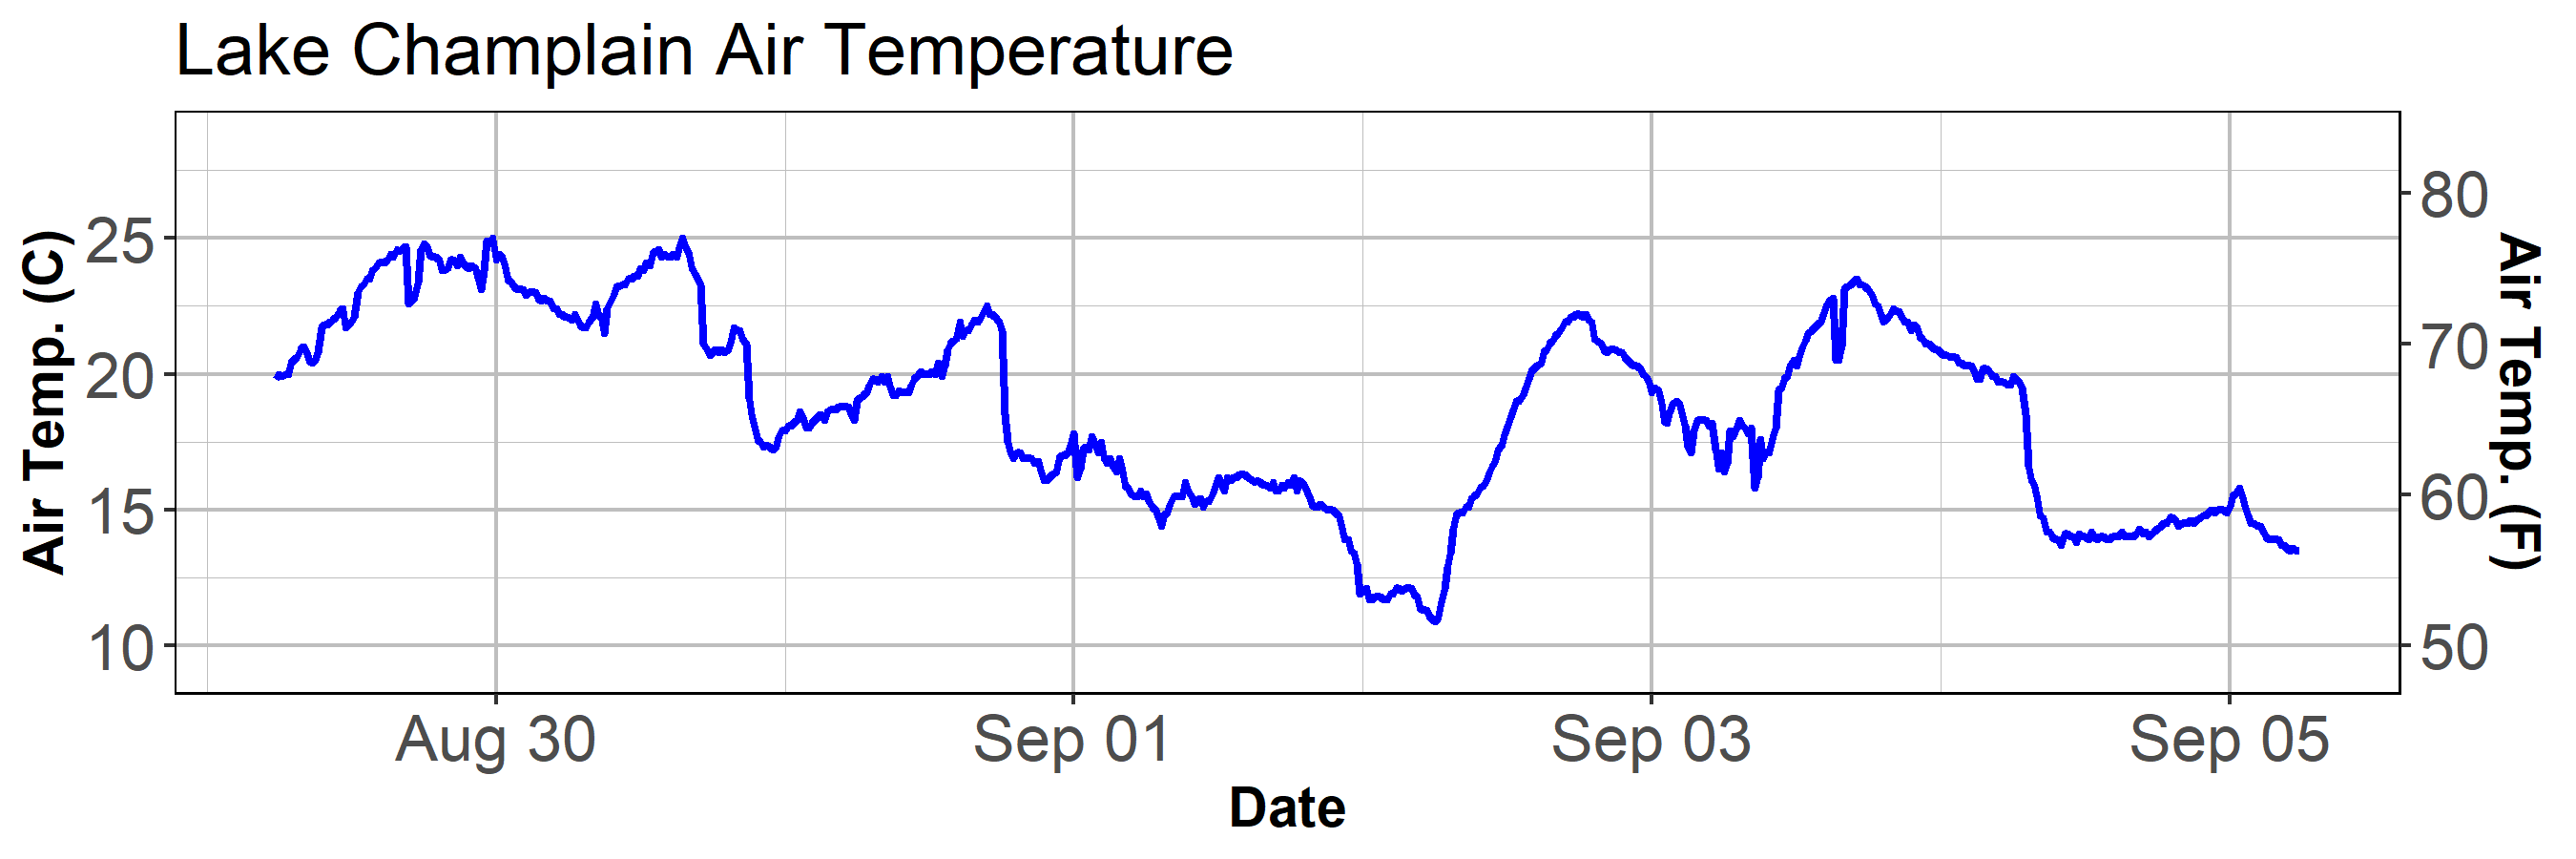 Lake Champlain Air Temperature
Air Temp. (C)
25
20
15
10
80
70
60
50
Air Temp. (F)
Aug 30
Sep 01
Sep 03
Sep 05
Date